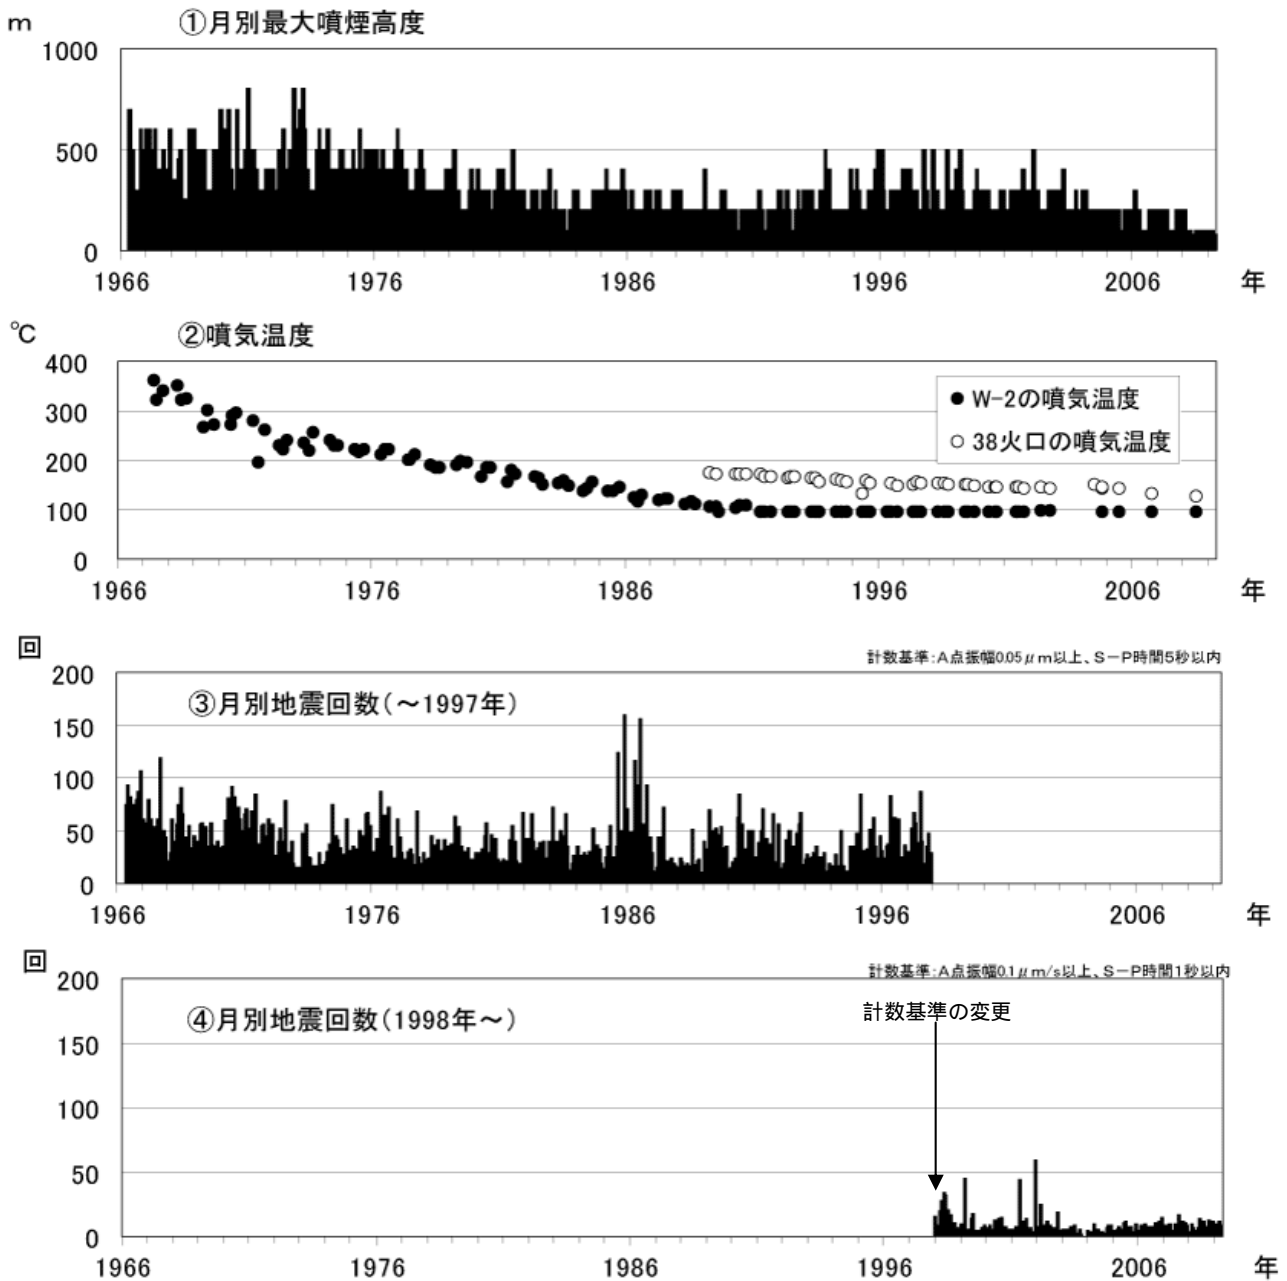 m
①月別最大噴煙高度
1000
500
0
1966 1976 1986 1996 2006 年
℃
②噴気温度
400
300
200
100
0
● W-2の噴気温度
○ 38火口の噴気温度
1966 1976 1986 1996 2006 年
回
計数基準：A点振幅0.05μm以上、S－P時間5秒以内
③月別地震回数（～1997年）
200
150
100
50
0
1966 1976 1986 1996 2006 年
回
計数基準：A点振幅0.1μm/s以上、S－P時間1秒以内
④月別地震回数（1998年～）
計数基準の変更
200
150
100
50
0
1966 1976 1986 1996 2006 年